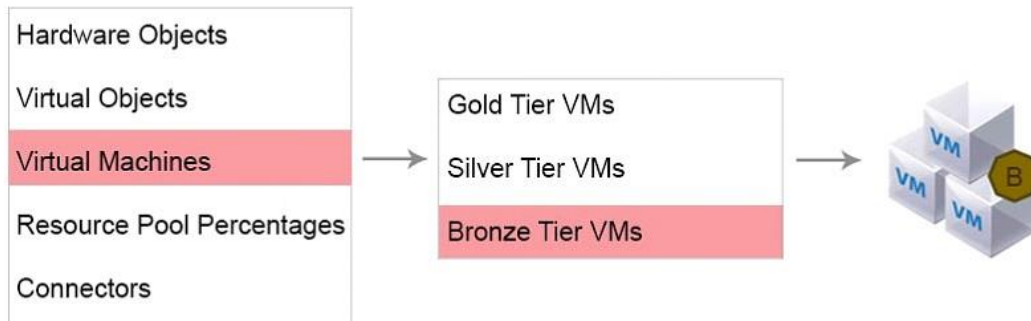 Hardware Objects
Virtual Objects
Virtual Machines
Resource Pool Percentages
Connectors
Gold Tier VMs
Silver Tier VMs
Bronze Tier VMs
VM
VM
VM
B